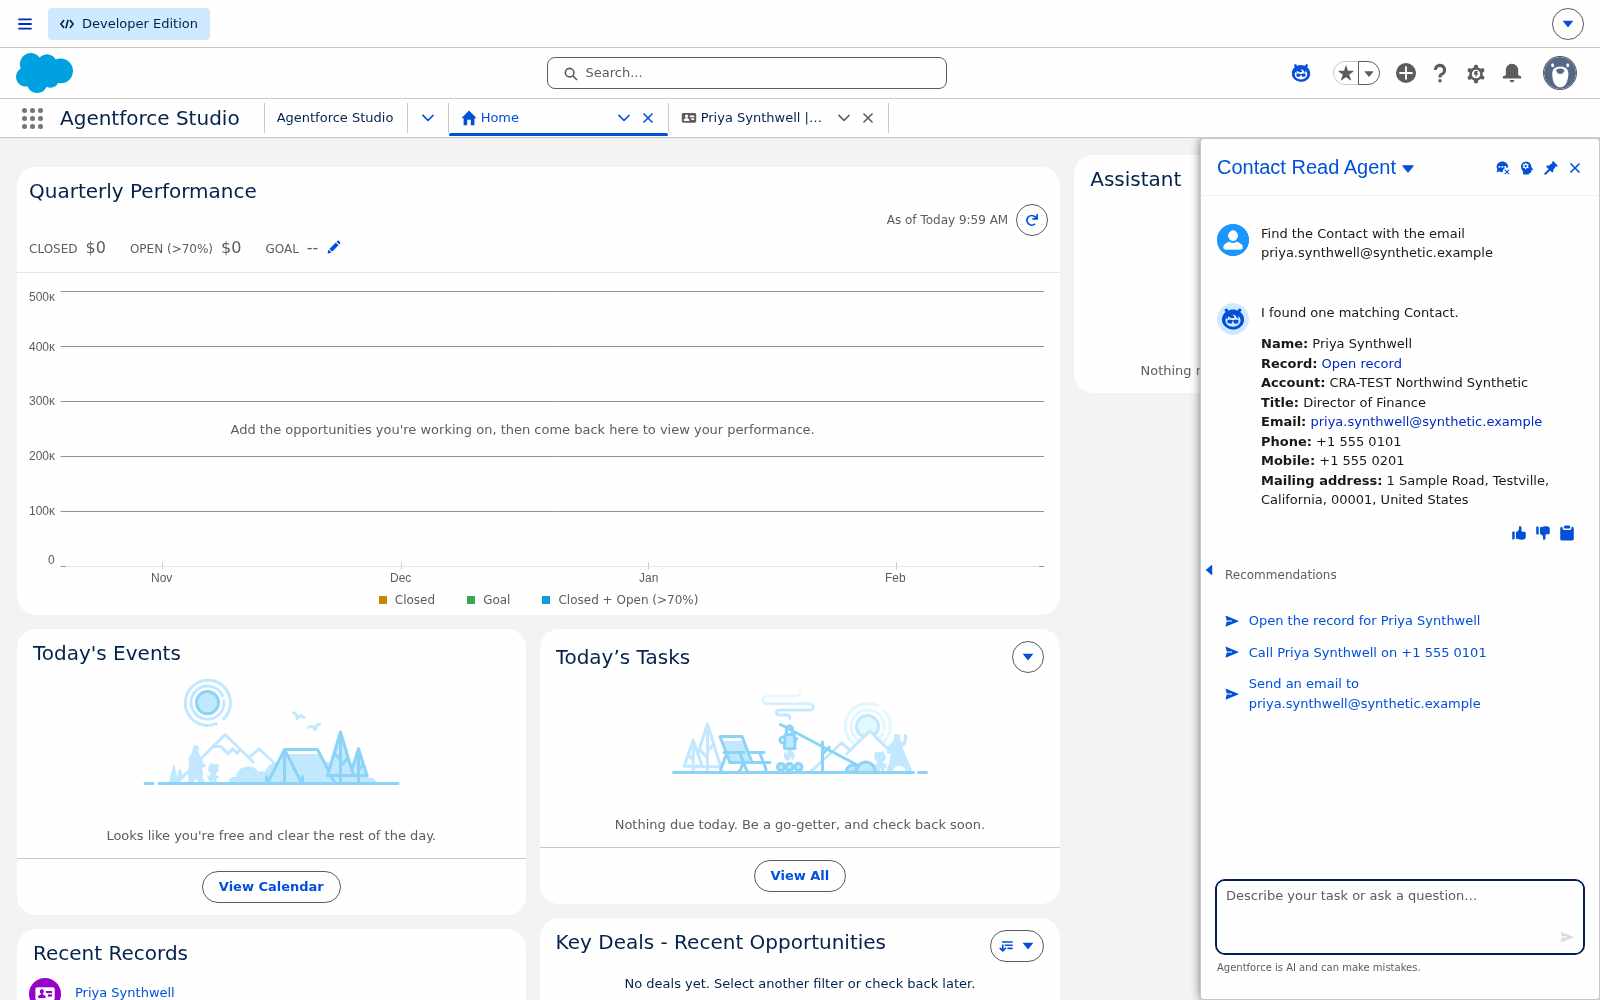 Developer Edition
Search...
Agentforce Studio
Agentforce Studio
Home
Priya Synthwell |...
Quarterly Performance
As of Today 9:59 AM
CLOSED $0 OPEN (>70%) $0 GOAL --
500K
400K
300K
Add the opportunities you're working on, then come back here to view your performance.
200K
100K
0
Nov Dec Jan Feb
Closed Goal Closed + Open (>70%)
Today's Events
Looks like you're free and clear the rest of the day.
View Calendar
Today’s Tasks
Nothing due today. Be a go-getter, and check back soon.
View All
Recent Records
Priya Synthwell
Key Deals - Recent Opportunities
No deals yet. Select another filter or check back later.
Assistant
Nothing
Contact Read Agent
Find the Contact with the email
priya.synthwell@synthetic.example
I found one matching Contact.
Name: Priya Synthwell
Record: Open record
Account: CRA-TEST Northwind Synthetic
Title: Director of Finance
Email: priya.synthwell@synthetic.example
Phone: +1 555 0101
Mobile: +1 555 0201
Mailing address: 1 Sample Road, Testville,
California, 00001, United States
Recommendations
Open the record for Priya Synthwell
Call Priya Synthwell on +1 555 0101
Send an email to
priya.synthwell@synthetic.example
Describe your task or ask a question...
Agentforce is AI and can make mistakes.